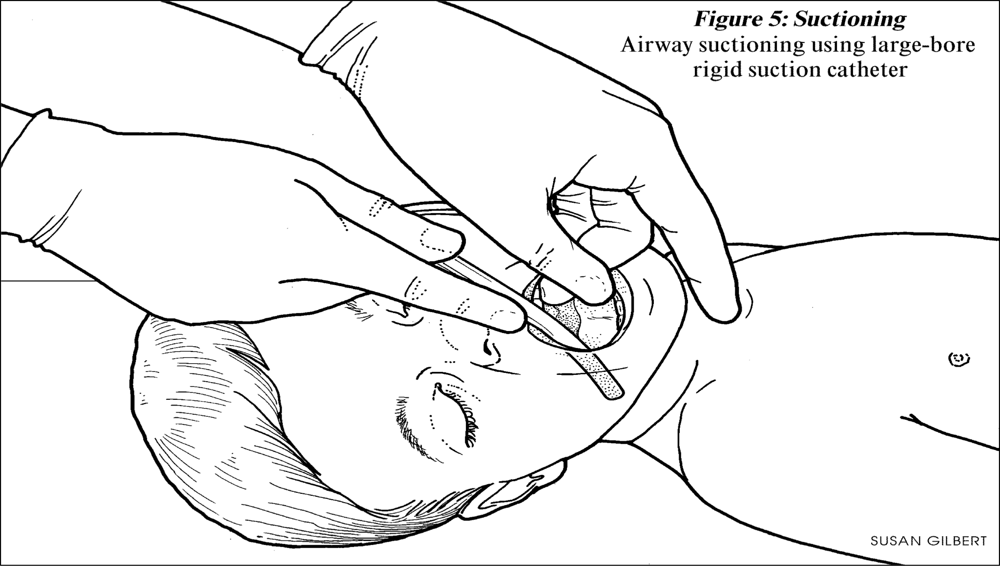 Figure 5: Suctioning
Airway suctioning using large-bore
rigid suction catheter
SUSAN GILBERT